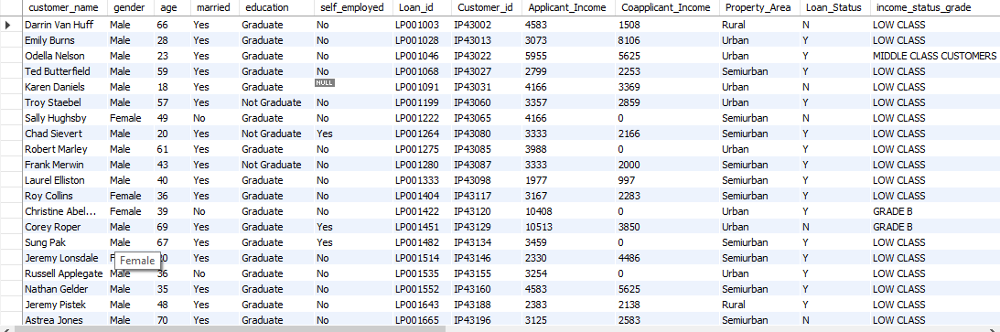 customer_name gender age married education self_employed Loan_id Customer_id Applicant_Income Coapplicant_Income Property_Area Loan_Status income_status_grade
Darrin Van Huff Male 66 Yes Graduate No LP001003 IP43002 4583 1508 Rural N LOW CLASS
Emily Burns Male 28 Yes Graduate No LP001028 IP43013 3073 8106 Urban Y LOW CLASS
Odella Nelson Male 23 Yes Graduate No LP001046 IP43022 5955 5625 Urban Y MIDDLE CLASS CUSTOMERS
Ted Butterfield Male 59 Yes Graduate No LP001068 IP43027 2799 2253 Semiurban Y LOW CLASS
Karen Daniels Male 18 Yes Graduate NULL LP001091 IP43031 4166 3369 Urban N LOW CLASS
Troy Staebel Male 57 Yes Not Graduate No LP001199 IP43060 3357 2859 Urban Y LOW CLASS
Sally Hughsby Female 49 No Graduate No LP001222 IP43065 4166 0 Semiurban N LOW CLASS
Chad Sievert Male 20 Yes Not Graduate Yes LP001264 IP43080 3333 2166 Semiurban Y LOW CLASS
Robert Marley Male 61 Yes Graduate No LP001275 IP43085 3988 0 Urban Y LOW CLASS
Frank Merwin Male 43 Yes Not Graduate No LP001280 IP43087 3333 2000 Semiurban Y LOW CLASS
Laurel Elliston Male 40 Yes Graduate No LP001333 IP43098 1977 997 Semiurban Y LOW CLASS
Roy Collins Female 36 Yes Graduate No LP001404 IP43117 3167 2283 Semiurban Y LOW CLASS
Christine Abel... Female 39 No Graduate No LP001422 IP43120 10408 0 Urban Y GRADE B
Corey Roper Male 69 Yes Graduate Yes LP001451 IP43129 10513 3850 Urban N GRADE B
Sung Pak Male 67 Yes Graduate Yes LP001482 IP43134 3459 0 Semiurban Y LOW CLASS
Jeremy Lonsdale Female Yes Graduate No LP001514 IP43146 2330 4486 Semiurban Y LOW CLASS
Russell Applegate Male 36 No Graduate No LP001535 IP43155 3254 0 Urban Y LOW CLASS
Nathan Gelder Male 35 Yes Graduate No LP001552 IP43160 4583 5625 Semiurban Y LOW CLASS
Jeremy Pistek Male 48 Yes Graduate No LP001643 IP43188 2383 2138 Rural Y LOW CLASS
Astrea Jones Male 70 Yes Graduate No LP001665 IP43196 3125 2583 Semiurban N LOW CLASS